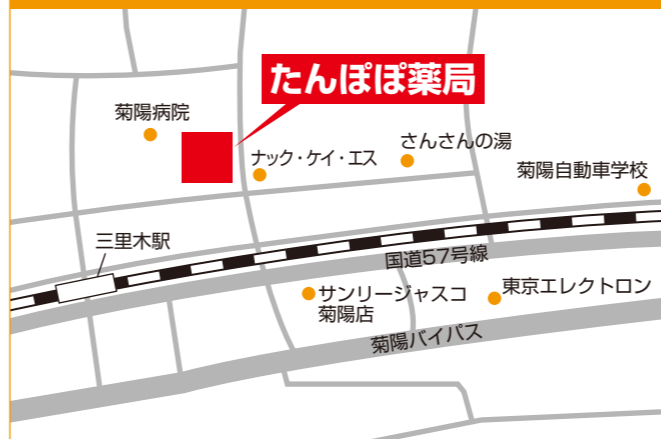 たんぽぽ薬局
菊陽病院
ナック・ケイ・エス
さんさんの湯
菊陽自動車学校
三里木駅
国道57号線
サンリージャスコ
菊陽店
東京エレクトロン
菊陽バイパス